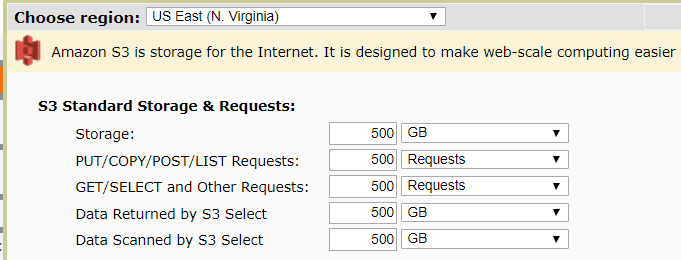 Choose region: US East (N. Virginia)
Amazon S3 is storage for the Internet. It is designed to make web-scale computing easier
S3 Standard Storage & Requests:
Storage: 500 GB
PUT/COPY/POST/LIST Requests: 500 Requests
GET/SELECT and Other Requests: 500 Requests
Data Returned by S3 Select 500 GB
Data Scanned by S3 Select 500 GB